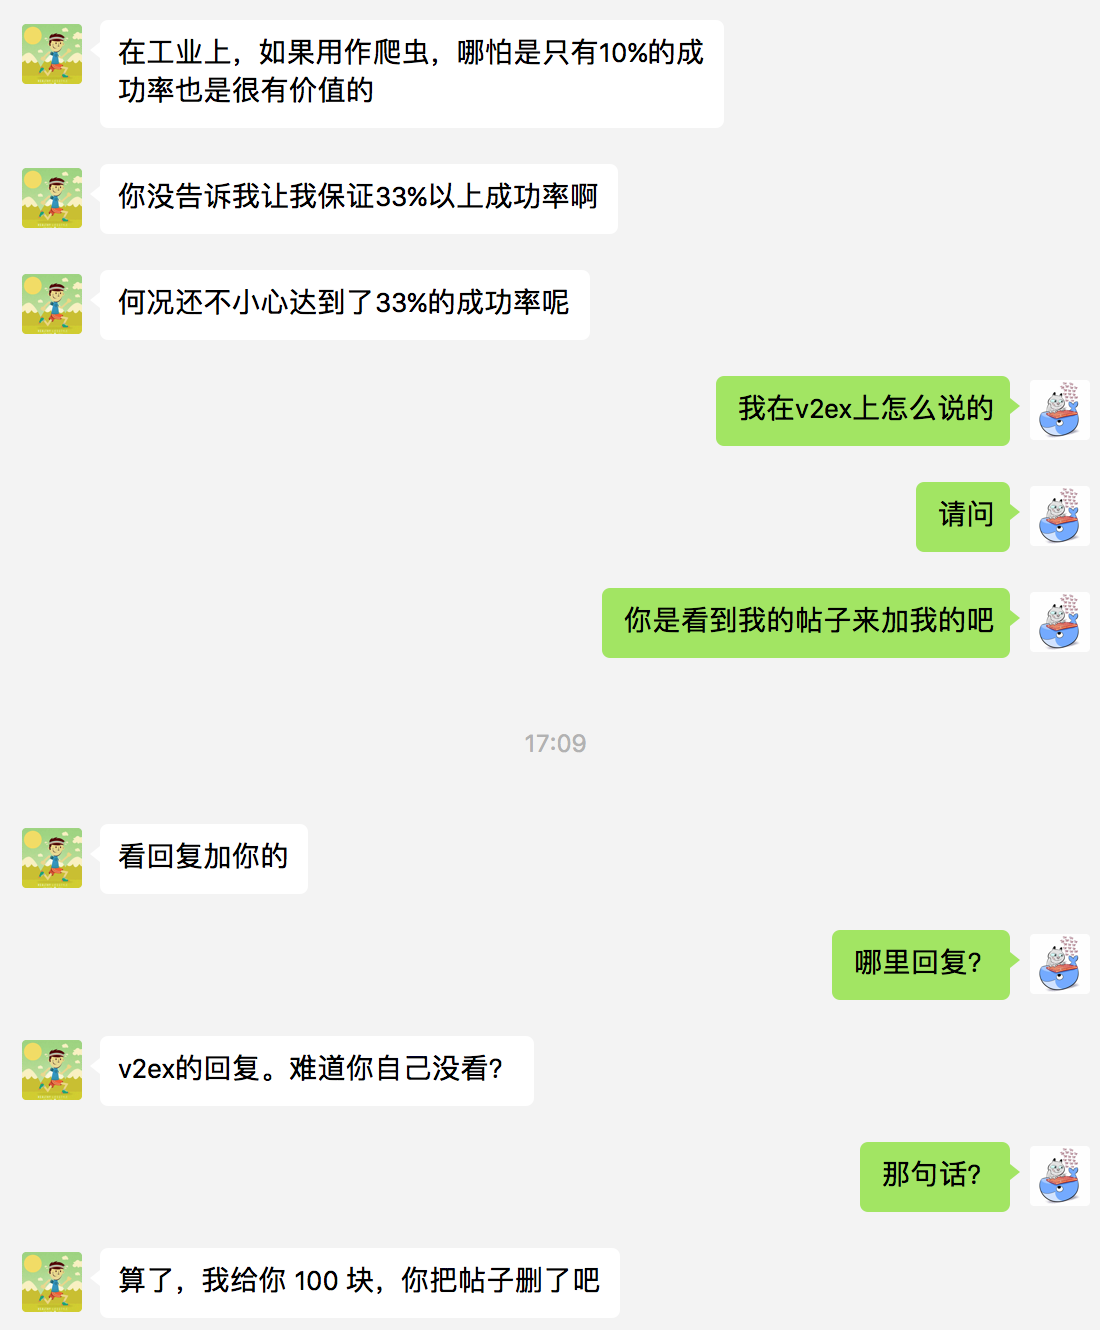 在工业上，如果用作爬虫，哪怕是只有10%的成
功率也是很有价值的
你没告诉我让我保证33%以上成功率啊
何况还不小心达到了33%的成功率呢
我在v2ex上怎么说的
请问
你是看到我的帖子来加我的吧
17:09
看回复加你的
哪里回复?
v2ex的回复。难道你自己没看?
那句话?
算了，我给你 100 块，你把帖子删了吧